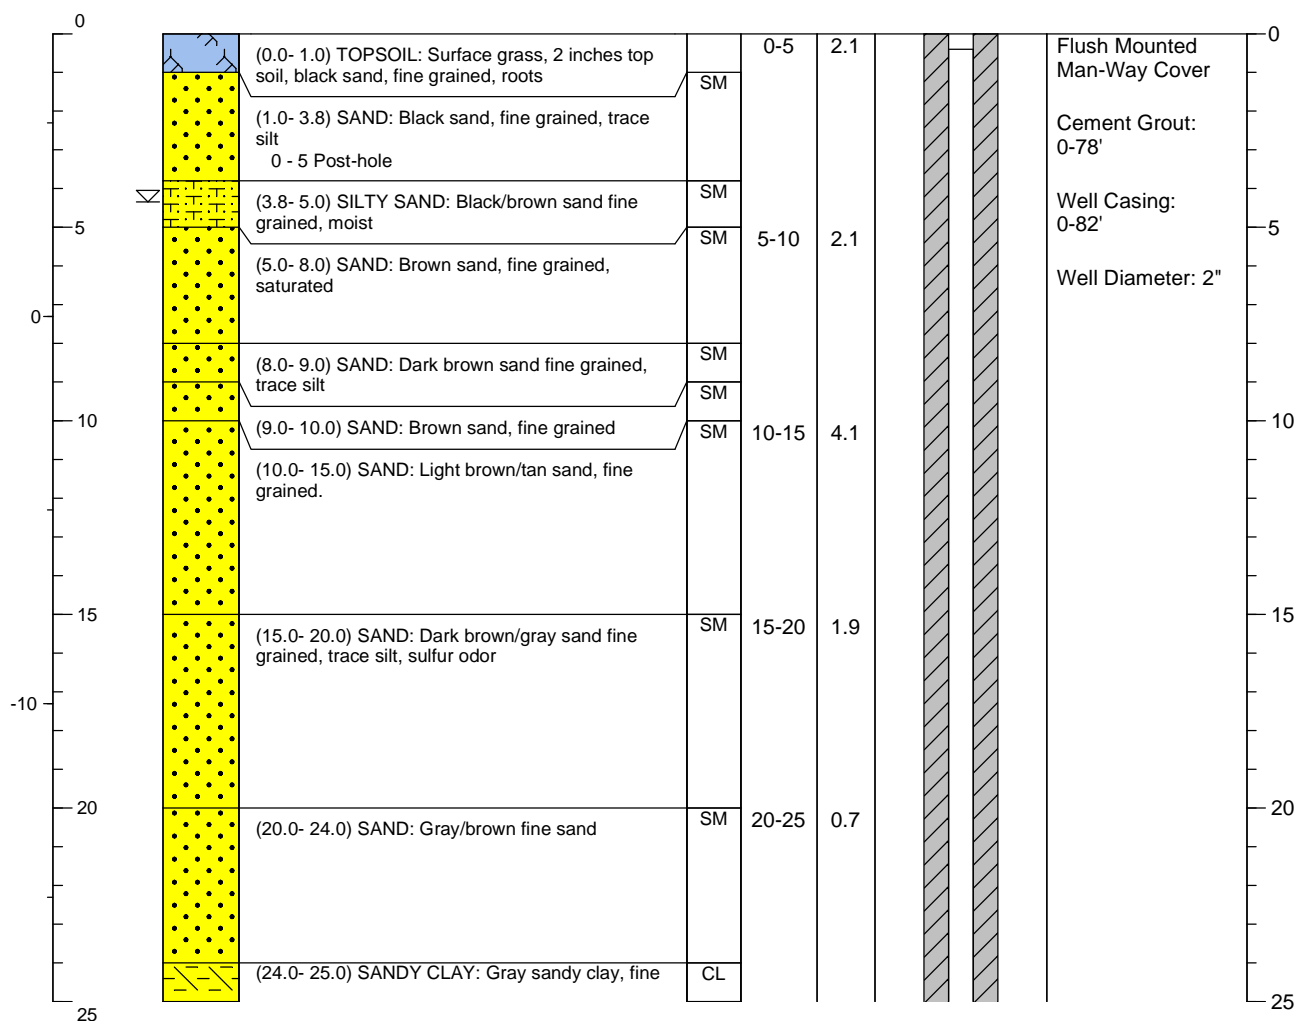 0
0
(0.0- 1.0) TOPSOIL: Surface grass, 2 inches top
soil, black sand, fine grained, roots
0-5
2.1
Flush Mounted
Man-Way Cover
SM
(1.0- 3.8) SAND: Black sand, fine grained, trace
silt
0 - 5 Post-hole
Cement Grout:
0-78'
(3.8- 5.0) SILTY SAND: Black/brown sand fine
grained, moist
SM
Well Casing:
0-82'
5
SM
5-10
2.1
5
(5.0- 8.0) SAND: Brown sand, fine grained,
saturated
Well Diameter: 2"
0
(8.0- 9.0) SAND: Dark brown sand fine grained,
trace silt
SM
SM
10
(9.0- 10.0) SAND: Brown sand, fine grained
SM
10-15
4.1
10
(10.0- 15.0) SAND: Light brown/tan sand, fine
grained.
15
SM
15-20
1.9
15
(15.0- 20.0) SAND: Dark brown/gray sand fine
grained, trace silt, sulfur odor
-10
20
SM
20-25
0.7
20
(20.0- 24.0) SAND: Gray/brown fine sand
(24.0- 25.0) SANDY CLAY: Gray sandy clay, fine
CL
25
25